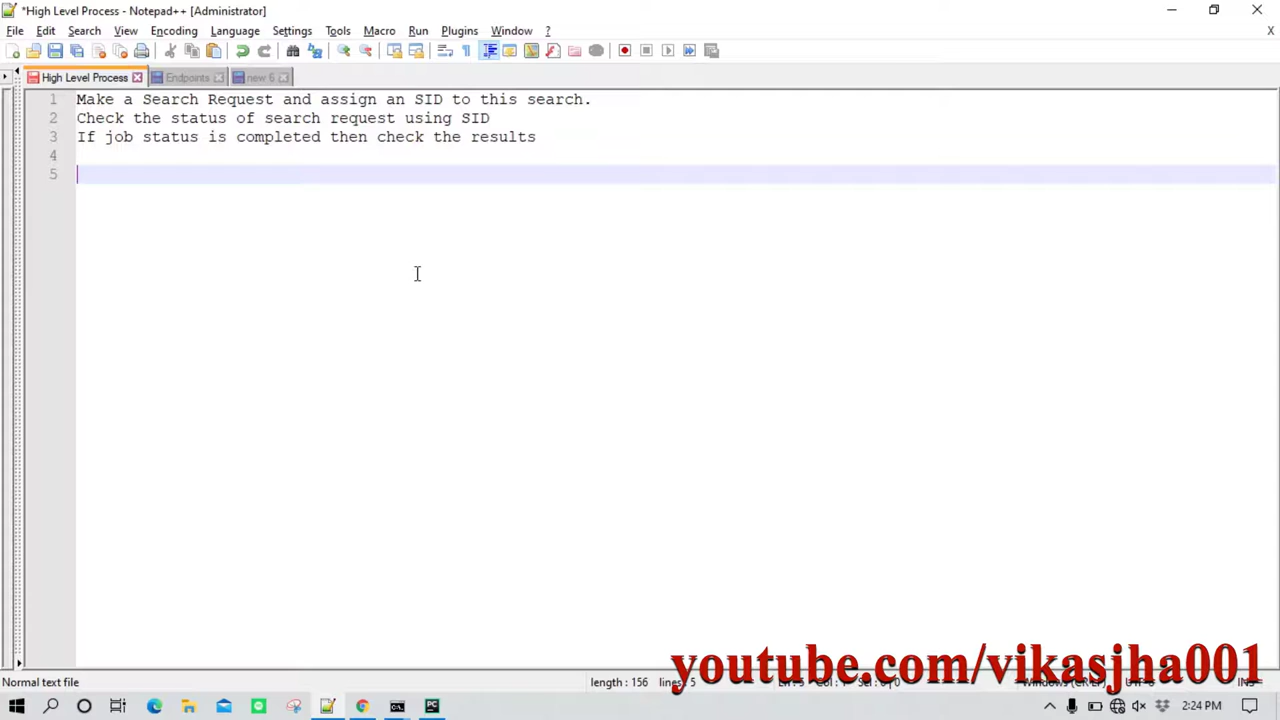 *High Level Process - Notepad++ [Administrator]
File Edit Search View Encoding Language Settings Tools Macro Run Plugins Window ? X
High Level Process Endpoints new 6
1 Make a Search Request and assign an SID to this search.
2 Check the status of search request using SID
3 If job status is completed then check the results
4
5
youtube.com/vikasjha001
Normal text file length : 156 lines: 5
2:24 PM